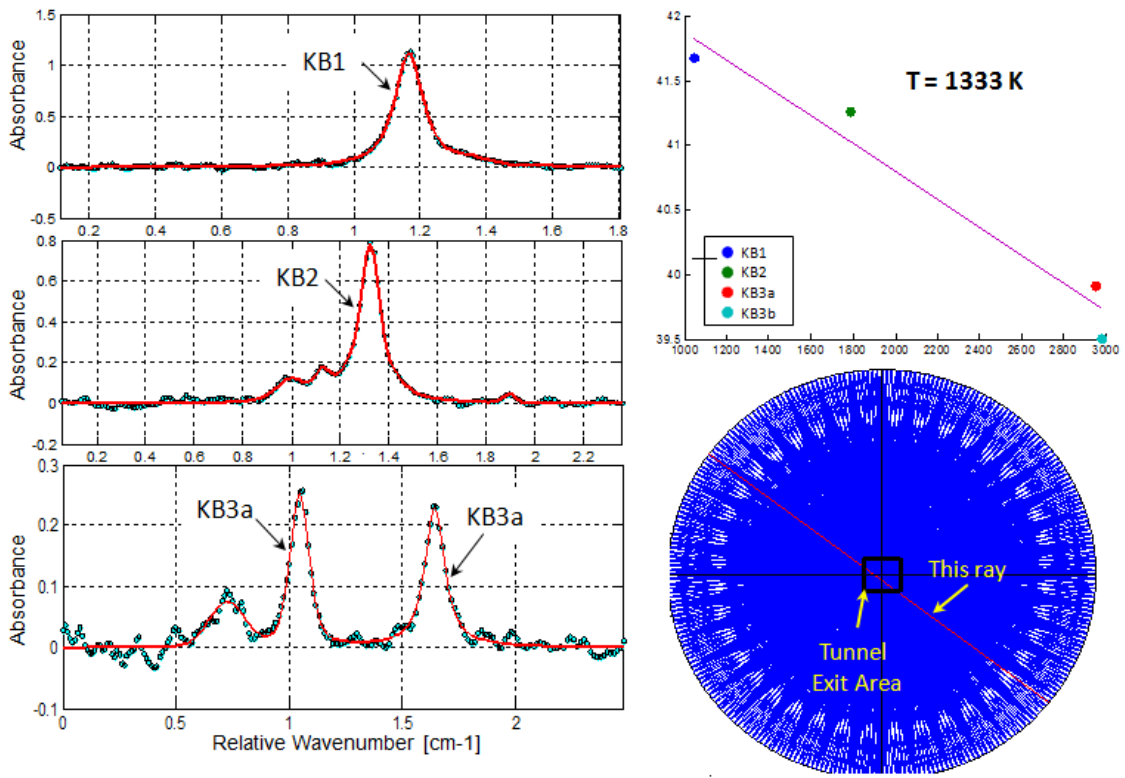 1.5
1
0.5
0
-0.5
Absorbance
KB1
0.2 0.4 0.6 0.8 1 1.2 1.4 1.6 1.8
0.8
0.6
0.4
0.2
0
-0.2
Absorbance
KB2
0.2 0.4 0.6 0.8 1 1.2 1.4 1.6 1.8 2 2.2
0.3
0.2
0.1
0
-0.1
Absorbance
KB3a
KB3a
0 0.5 1 1.5 2
Relative Wavenumber [cm-1]
42
41.5
41
40.5
40
39.5
T = 1333 K
KB1
KB2
KB3a
KB3b
1000 1200 1400 1600 1800 2000 2200 2400 2600 2800 3000
This ray
Tunnel
Exit Area